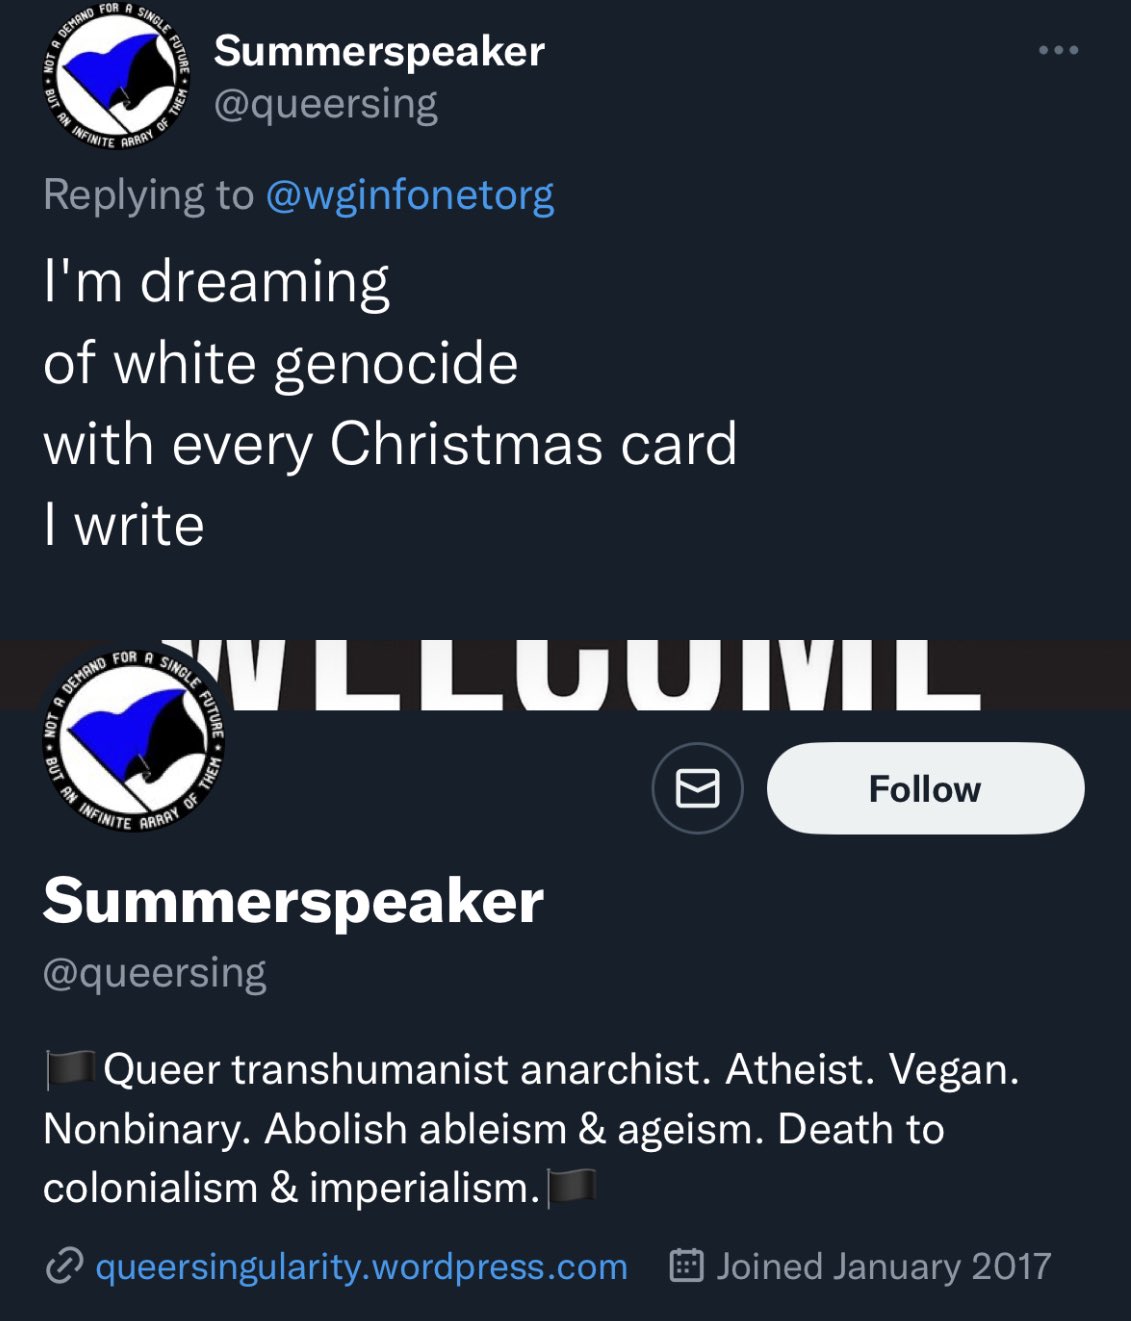 NOT A DEMAND FOR A SINGLE FUTURE
BUT AN INFINITE ARRAY OF THEM
Summerspeaker
@queersing
Replying to @wginfonetorg
I'm dreaming
of white genocide
with every Christmas card
I write
WELCOME
NOT A DEMAND FOR A SINGLE FUTURE
BUT AN INFINITE ARRAY OF THEM
Follow
Summerspeaker
@queersing
Queer transhumanist anarchist. Atheist. Vegan.
Nonbinary. Abolish ableism & ageism. Death to
colonialism & imperialism.
queersingularity.wordpress.com Joined January 2017